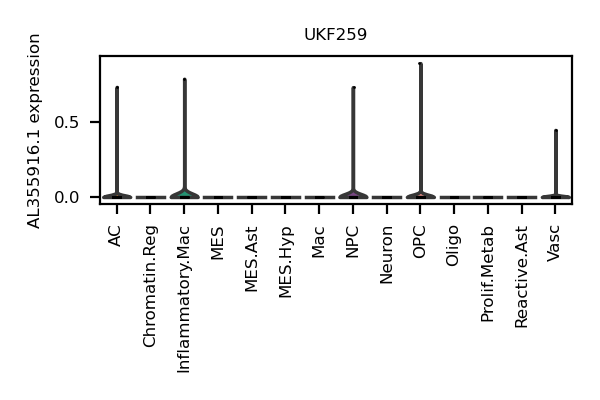 UKF259
AL355916.1 expression
0.5
0.0
AC
Chromatin.Reg
Inflammatory.Mac
MES
MES.Ast
MES.Hyp
Mac
NPC
Neuron
OPC
Oligo
Prolif.Metab
Reactive.Ast
Vasc